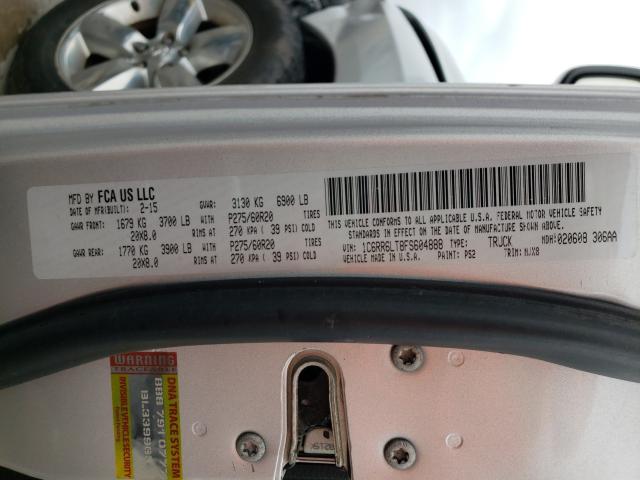 MFD BY FCA US LLC
DATE OF MFR(BUILT): 2-15 GVWR: 3130 KG 6900 LB
GAWR FRONT: 1679 KG 3700 LB WITH P275/60R20 TIRES
20X8.0 RIMS AT 270 KPA ( 39 PSI) COLD
GAWR REAR: 1770 KG 3900 LB WITH P275/60R20 TIRES
20X8.0 RIMS AT 270 KPA ( 39 PSI) COLD
THIS VEHICLE CONFORMS TO ALL APPLICABLE U.S.A. FEDERAL MOTOR VEHICLE SAFETY
STANDARDS IN EFFECT ON THE DATE OF MANUFACTURE SHOWN ABOVE.
VIN: 1C6RR6LT8FS604888 TYPE: TRUCK MDH:020608 306AA
VEHICLE MADE IN U.S.A. PAINT: PS2 TRIM: MJX8
WARNING
TRACEABLE
DNA TRACE SYSTEM
INVISIBLE VEHICLE SECURITY